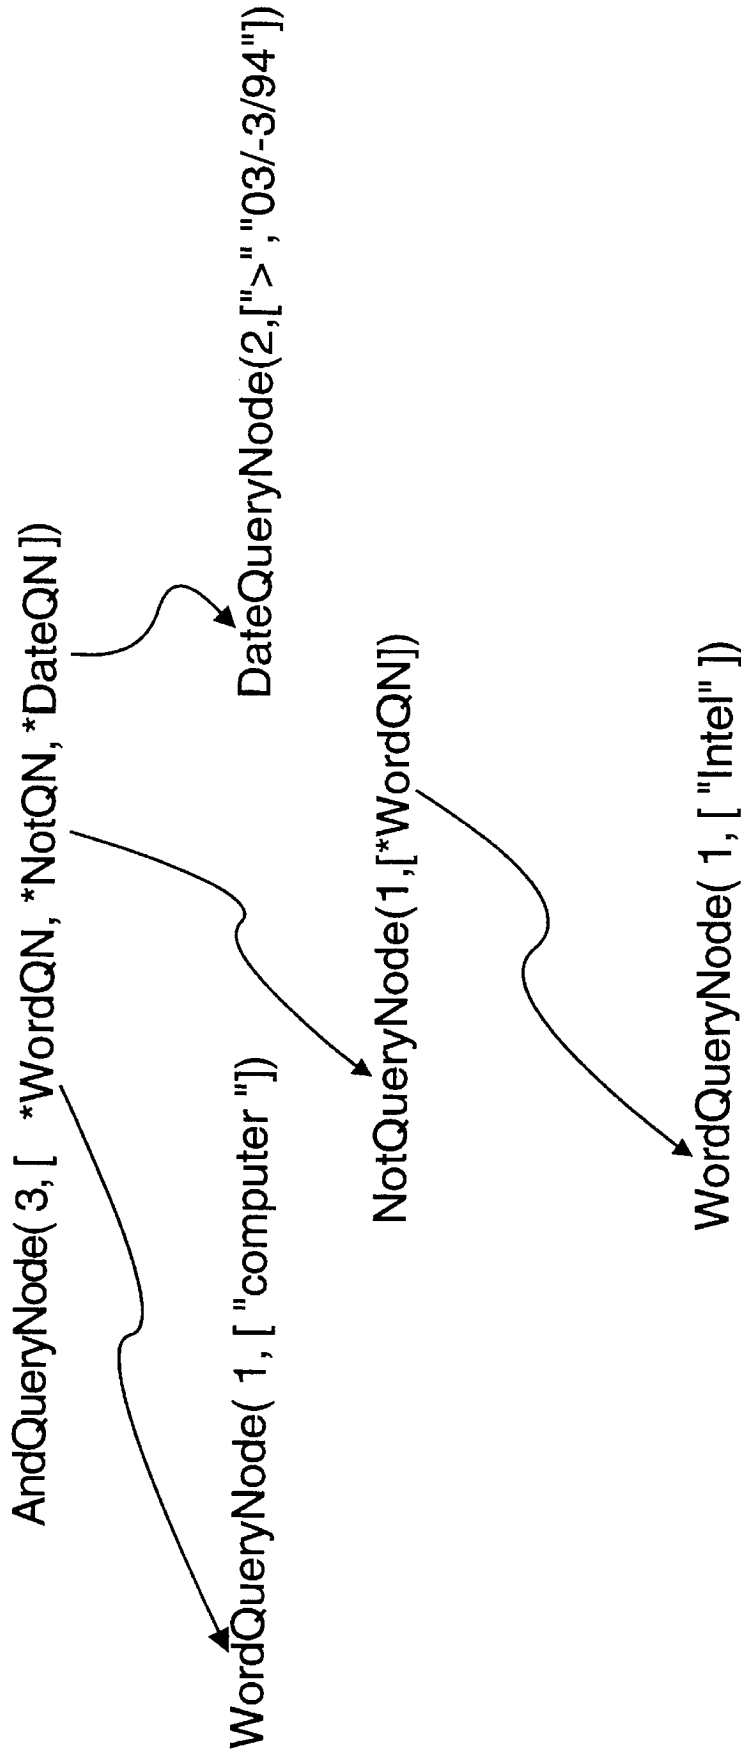 AndQueryNode( 3, [ *WordQN, *NotQN, *DateQN ])
WordQueryNode( 1, [ "computer "])
DateQueryNode(2,[">","03/-3/94"])
NotQueryNode(1,[*WordQN])
WordQueryNode( 1, [ "Intel" ])